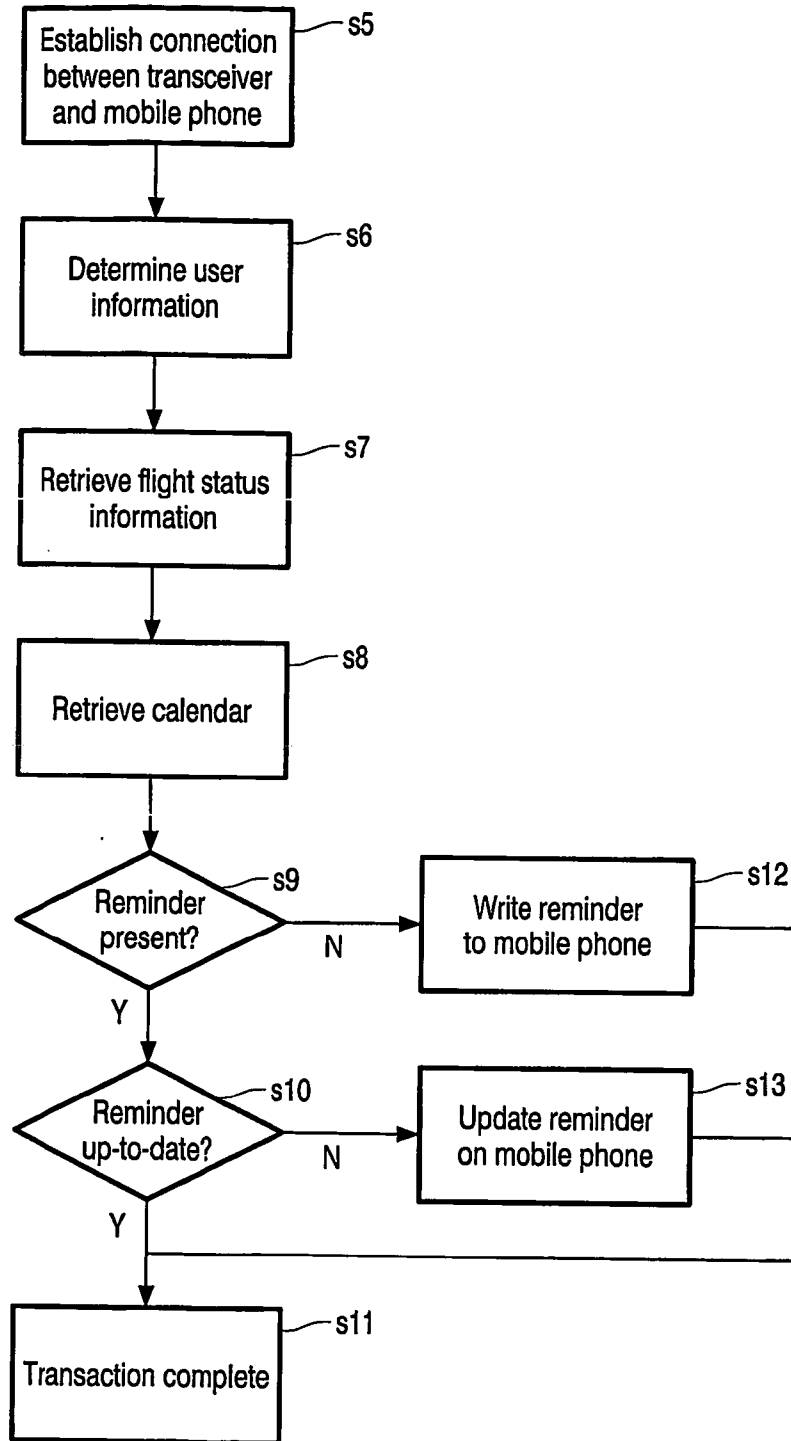 Establish connection
between transceiver
and mobile phone
s5
Determine user
information
s6
Retrieve flight status
information
s7
Retrieve calendar
s8
Reminder
present?
s9
N
Write reminder
to mobile phone
s12
Y
Reminder
up-to-date?
s10
N
Update reminder
on mobile phone
s13
Y
Transaction complete
s11